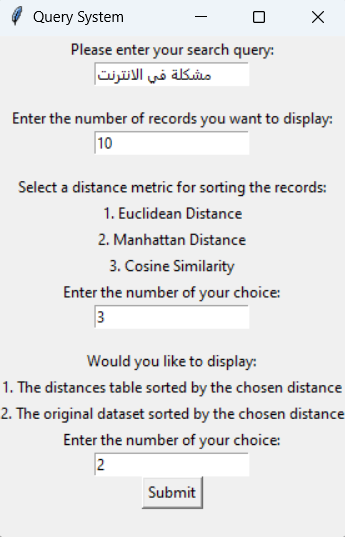 Query System
Please enter your search query:
مشكلة في الانترنت
Enter the number of records you want to display:
10
Select a distance metric for sorting the records:
1. Euclidean Distance
2. Manhattan Distance
3. Cosine Similarity
Enter the number of your choice:
3
Would you like to display:
1. The distances table sorted by the chosen distance
2. The original dataset sorted by the chosen distance
Enter the number of your choice:
2
Submit